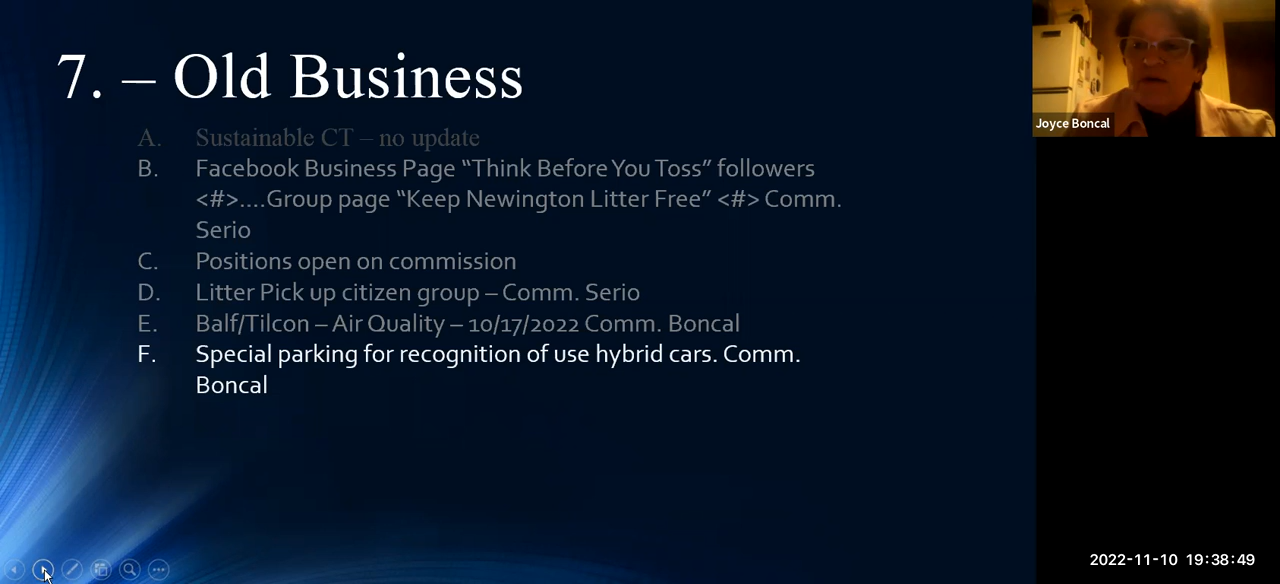 7. – Old Business
A. Sustainable CT – no update
B. Facebook Business Page “Think Before You Toss” followers
<#>....Group page “Keep Newington Litter Free” <#> Comm.
Serio
C. Positions open on commission
D. Litter Pick up citizen group – Comm. Serio
E. Balf/Tilcon – Air Quality – 10/17/2022 Comm. Boncal
F. Special parking for recognition of use hybrid cars. Comm.
Boncal
Joyce Boncal
2022-11-10 19:38:49